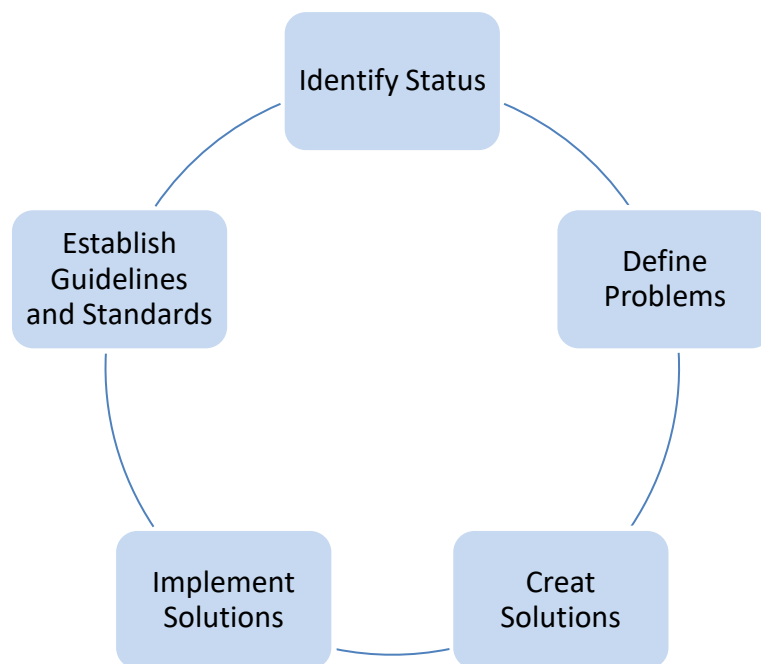 Identify Status
Define
Problems
Creat
Solutions
Implement
Solutions
Establish
Guidelines
and Standards